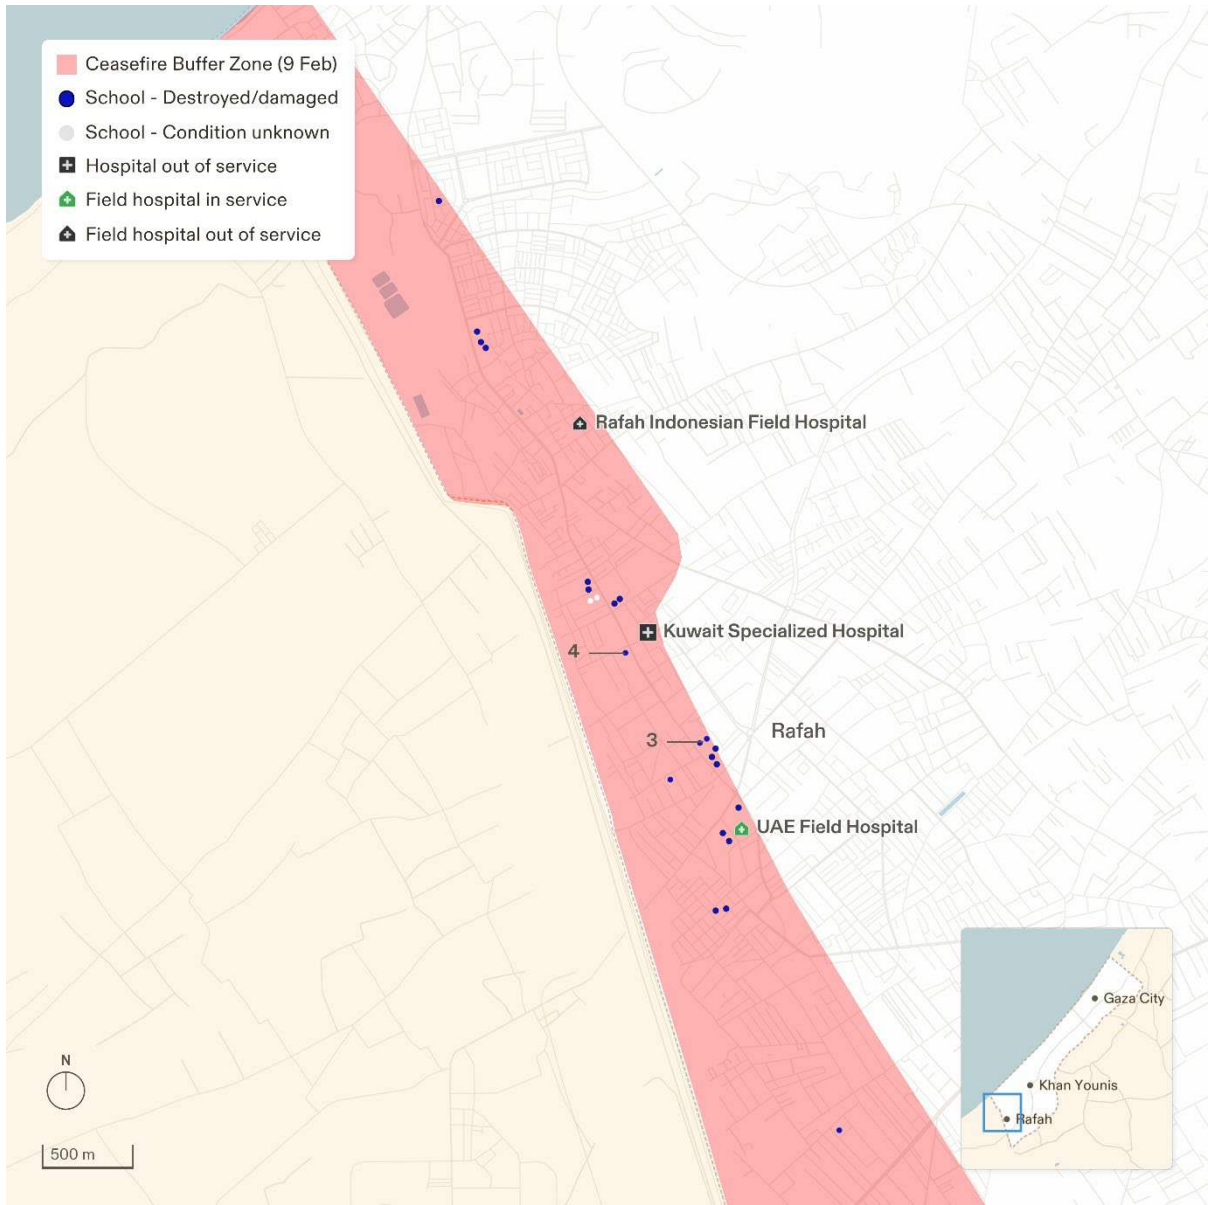 Ceasefire Buffer Zone (9 Feb)
School - Destroyed/damaged
School - Condition unknown
Hospital out of service
Field hospital in service
Field hospital out of service
Rafah Indonesian Field Hospital
Kuwait Specialized Hospital
4
3
Rafah
UAE Field Hospital
Gaza City
Khan Younis
Rafah
N
500 m